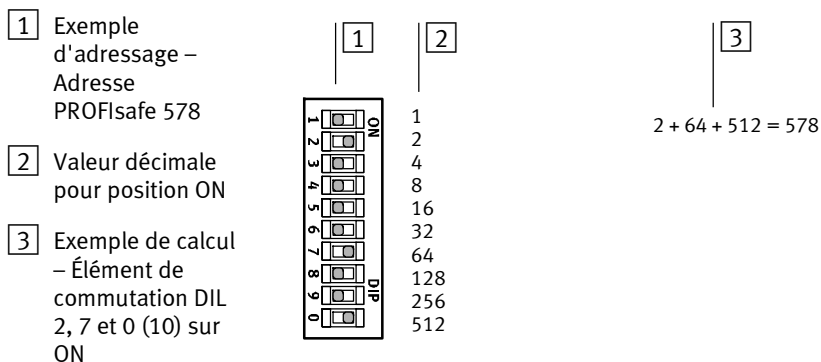 1 Exemple
d'adressage –
Adresse
PROFIsafe 578
2 Valeur décimale
pour position ON
3 Exemple de calcul
– Élément de
commutation DIL
2, 7 et 0 (10) sur
ON
1
2
3
ON
DIP
1
2
3
4
5
6
7
8
9
0
1
2
4
8
16
32
64
128
256
512
2 + 64 + 512 = 578